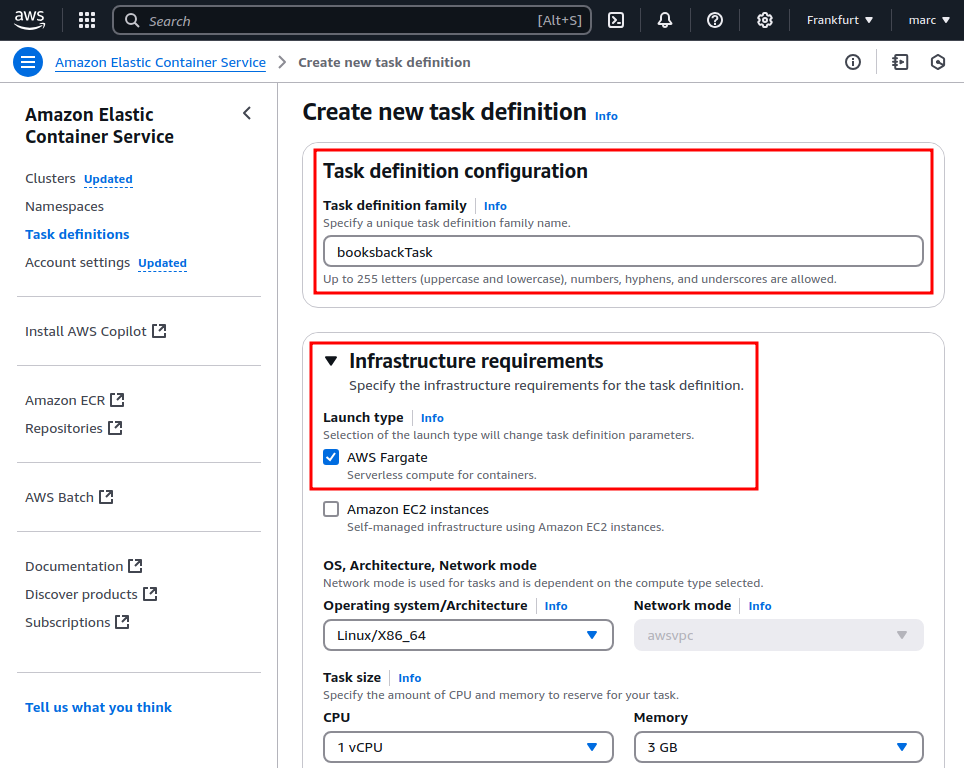 aws
Search [Alt+S]
Frankfurt
marc
Amazon Elastic Container Service
Create new task definition
Amazon Elastic
Container Service
Clusters Updated
Namespaces
Task definitions
Account settings Updated
Install AWS Copilot
Amazon ECR
Repositories
AWS Batch
Documentation
Discover products
Subscriptions
Tell us what you think
Create new task definition Info
Task definition configuration
Task definition family Info
Specify a unique task definition family name.
booksbackTask
Up to 255 letters (uppercase and lowercase), numbers, hyphens, and underscores are allowed.
Infrastructure requirements
Specify the infrastructure requirements for the task definition.
Launch type Info
Selection of the launch type will change task definition parameters.
AWS Fargate
Serverless compute for containers.
Amazon EC2 instances
Self-managed infrastructure using Amazon EC2 instances.
OS, Architecture, Network mode
Network mode is used for tasks and is dependent on the compute type selected.
Operating system/Architecture Info
Linux/X86_64
Network mode Info
awsvpc
Task size Info
Specify the amount of CPU and memory to reserve for your task.
CPU
1 vCPU
Memory
3 GB